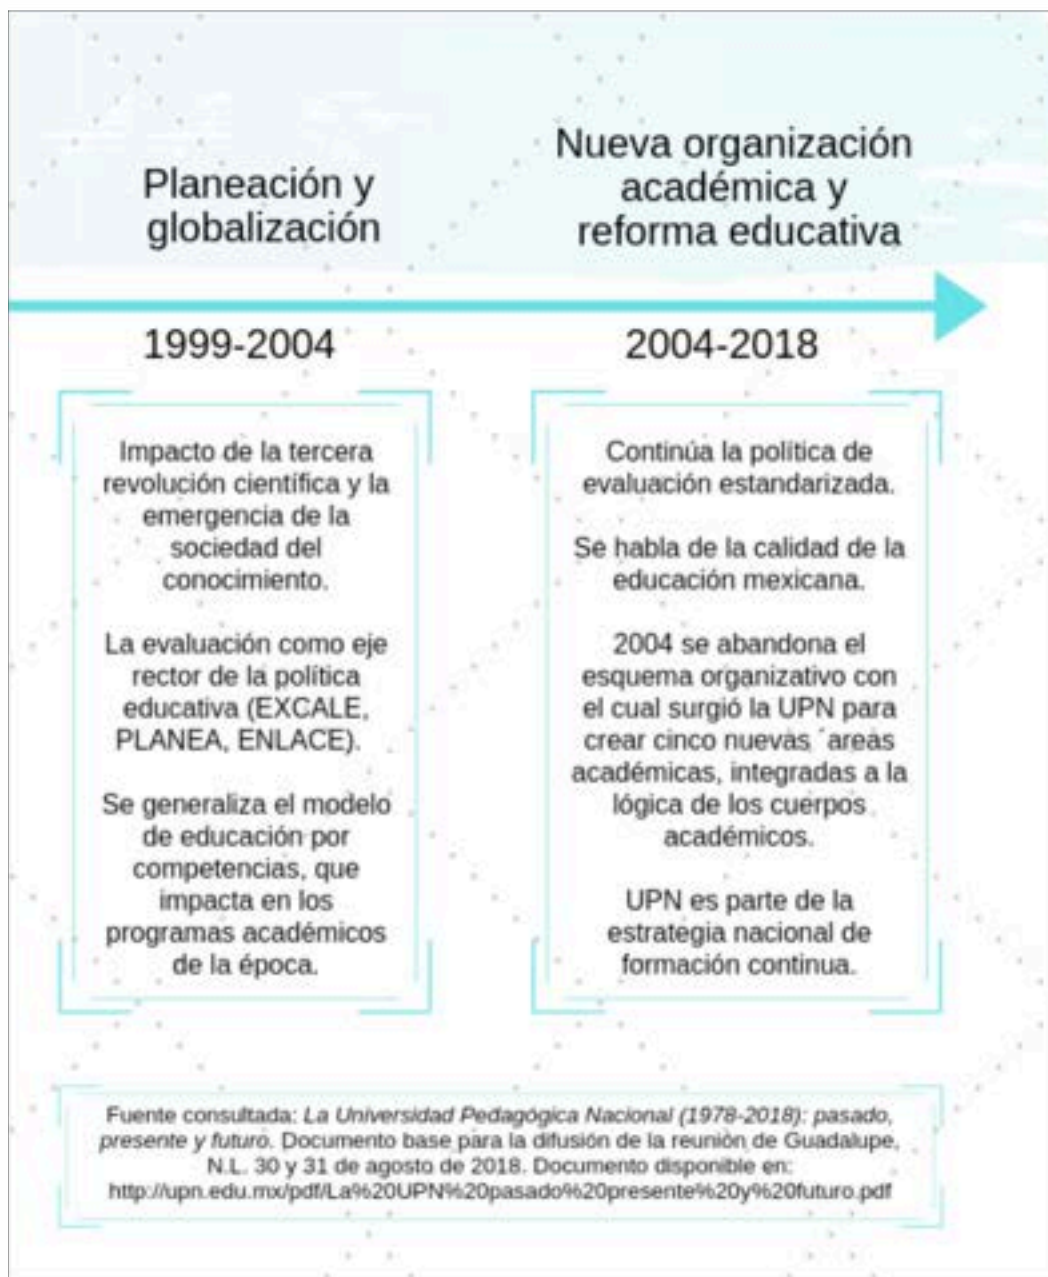 Planeación y
globalización
1999-2004
Impacto de la tercera
revolución científica y la
emergencia de la
sociedad del
conocimiento.
La evaluación como eje
rector de la política
educativa (EXCALE,
PLANEA, ENLACE).
Se generaliza el modelo
de educación por
competencias, que
impacta en los
programas académicos
de la época.
Nueva organización
académica y
reforma educativa
2004-2018
Continúa la política de
evaluación estandarizada.
Se habla de la calidad de la
educación mexicana.
2004 se abandona el
esquema organizativo con
el cual surgió la UPN para
crear cinco nuevas ´areas
académicas, integradas a la
lógica de los cuerpos
académicos.
UPN es parte de la
estrategia nacional de
formación continua.
Fuente consultada: La Universidad Pedagógica Nacional (1978-2018): pasado,
presente y futuro. Documento base para la difusión de la reunión de Guadalupe,
N.L. 30 y 31 de agosto de 2018. Documento disponible en:
http://upn.edu.mx/pdf/La%20UPN%20pasado%20presente%20y%20futuro.pdf